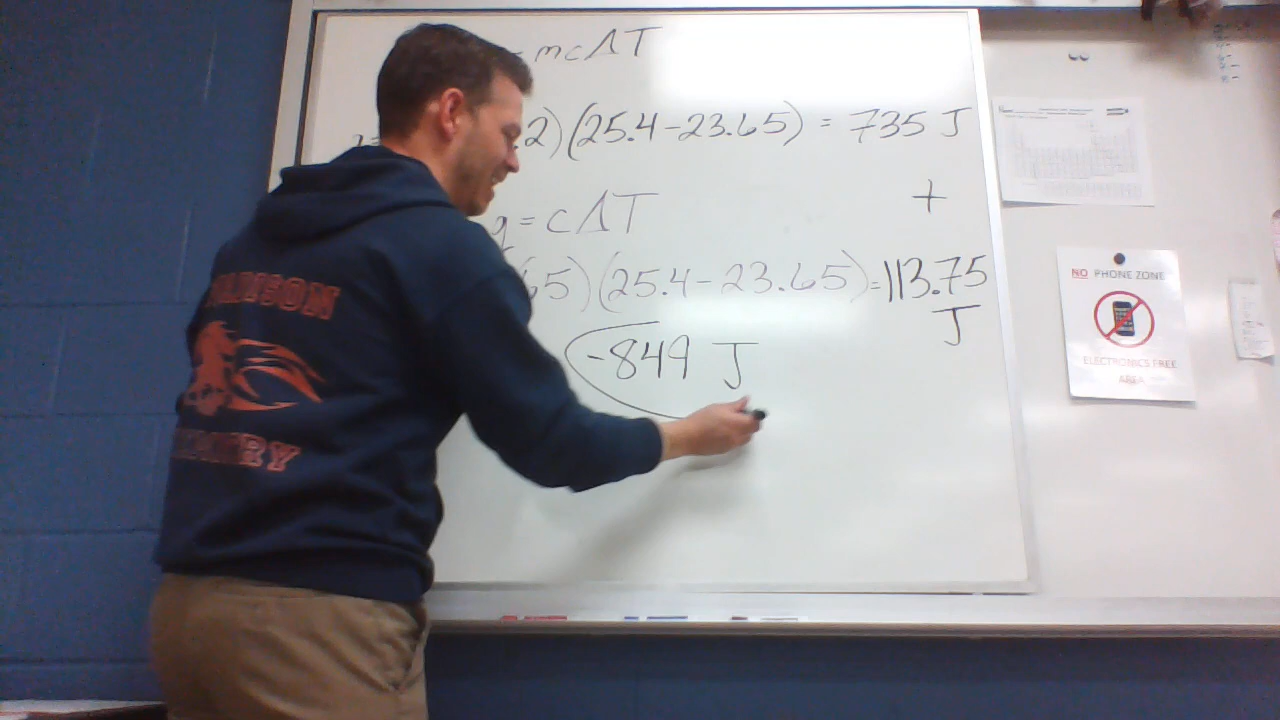 = mcΔT
.2)(25.4-23.65) = 735 J
+
q = cΔT
65)(25.4-23.65)=113.75
J
-849 J
NO PHONE ZONE
ELECTRONICS FREE
AREA